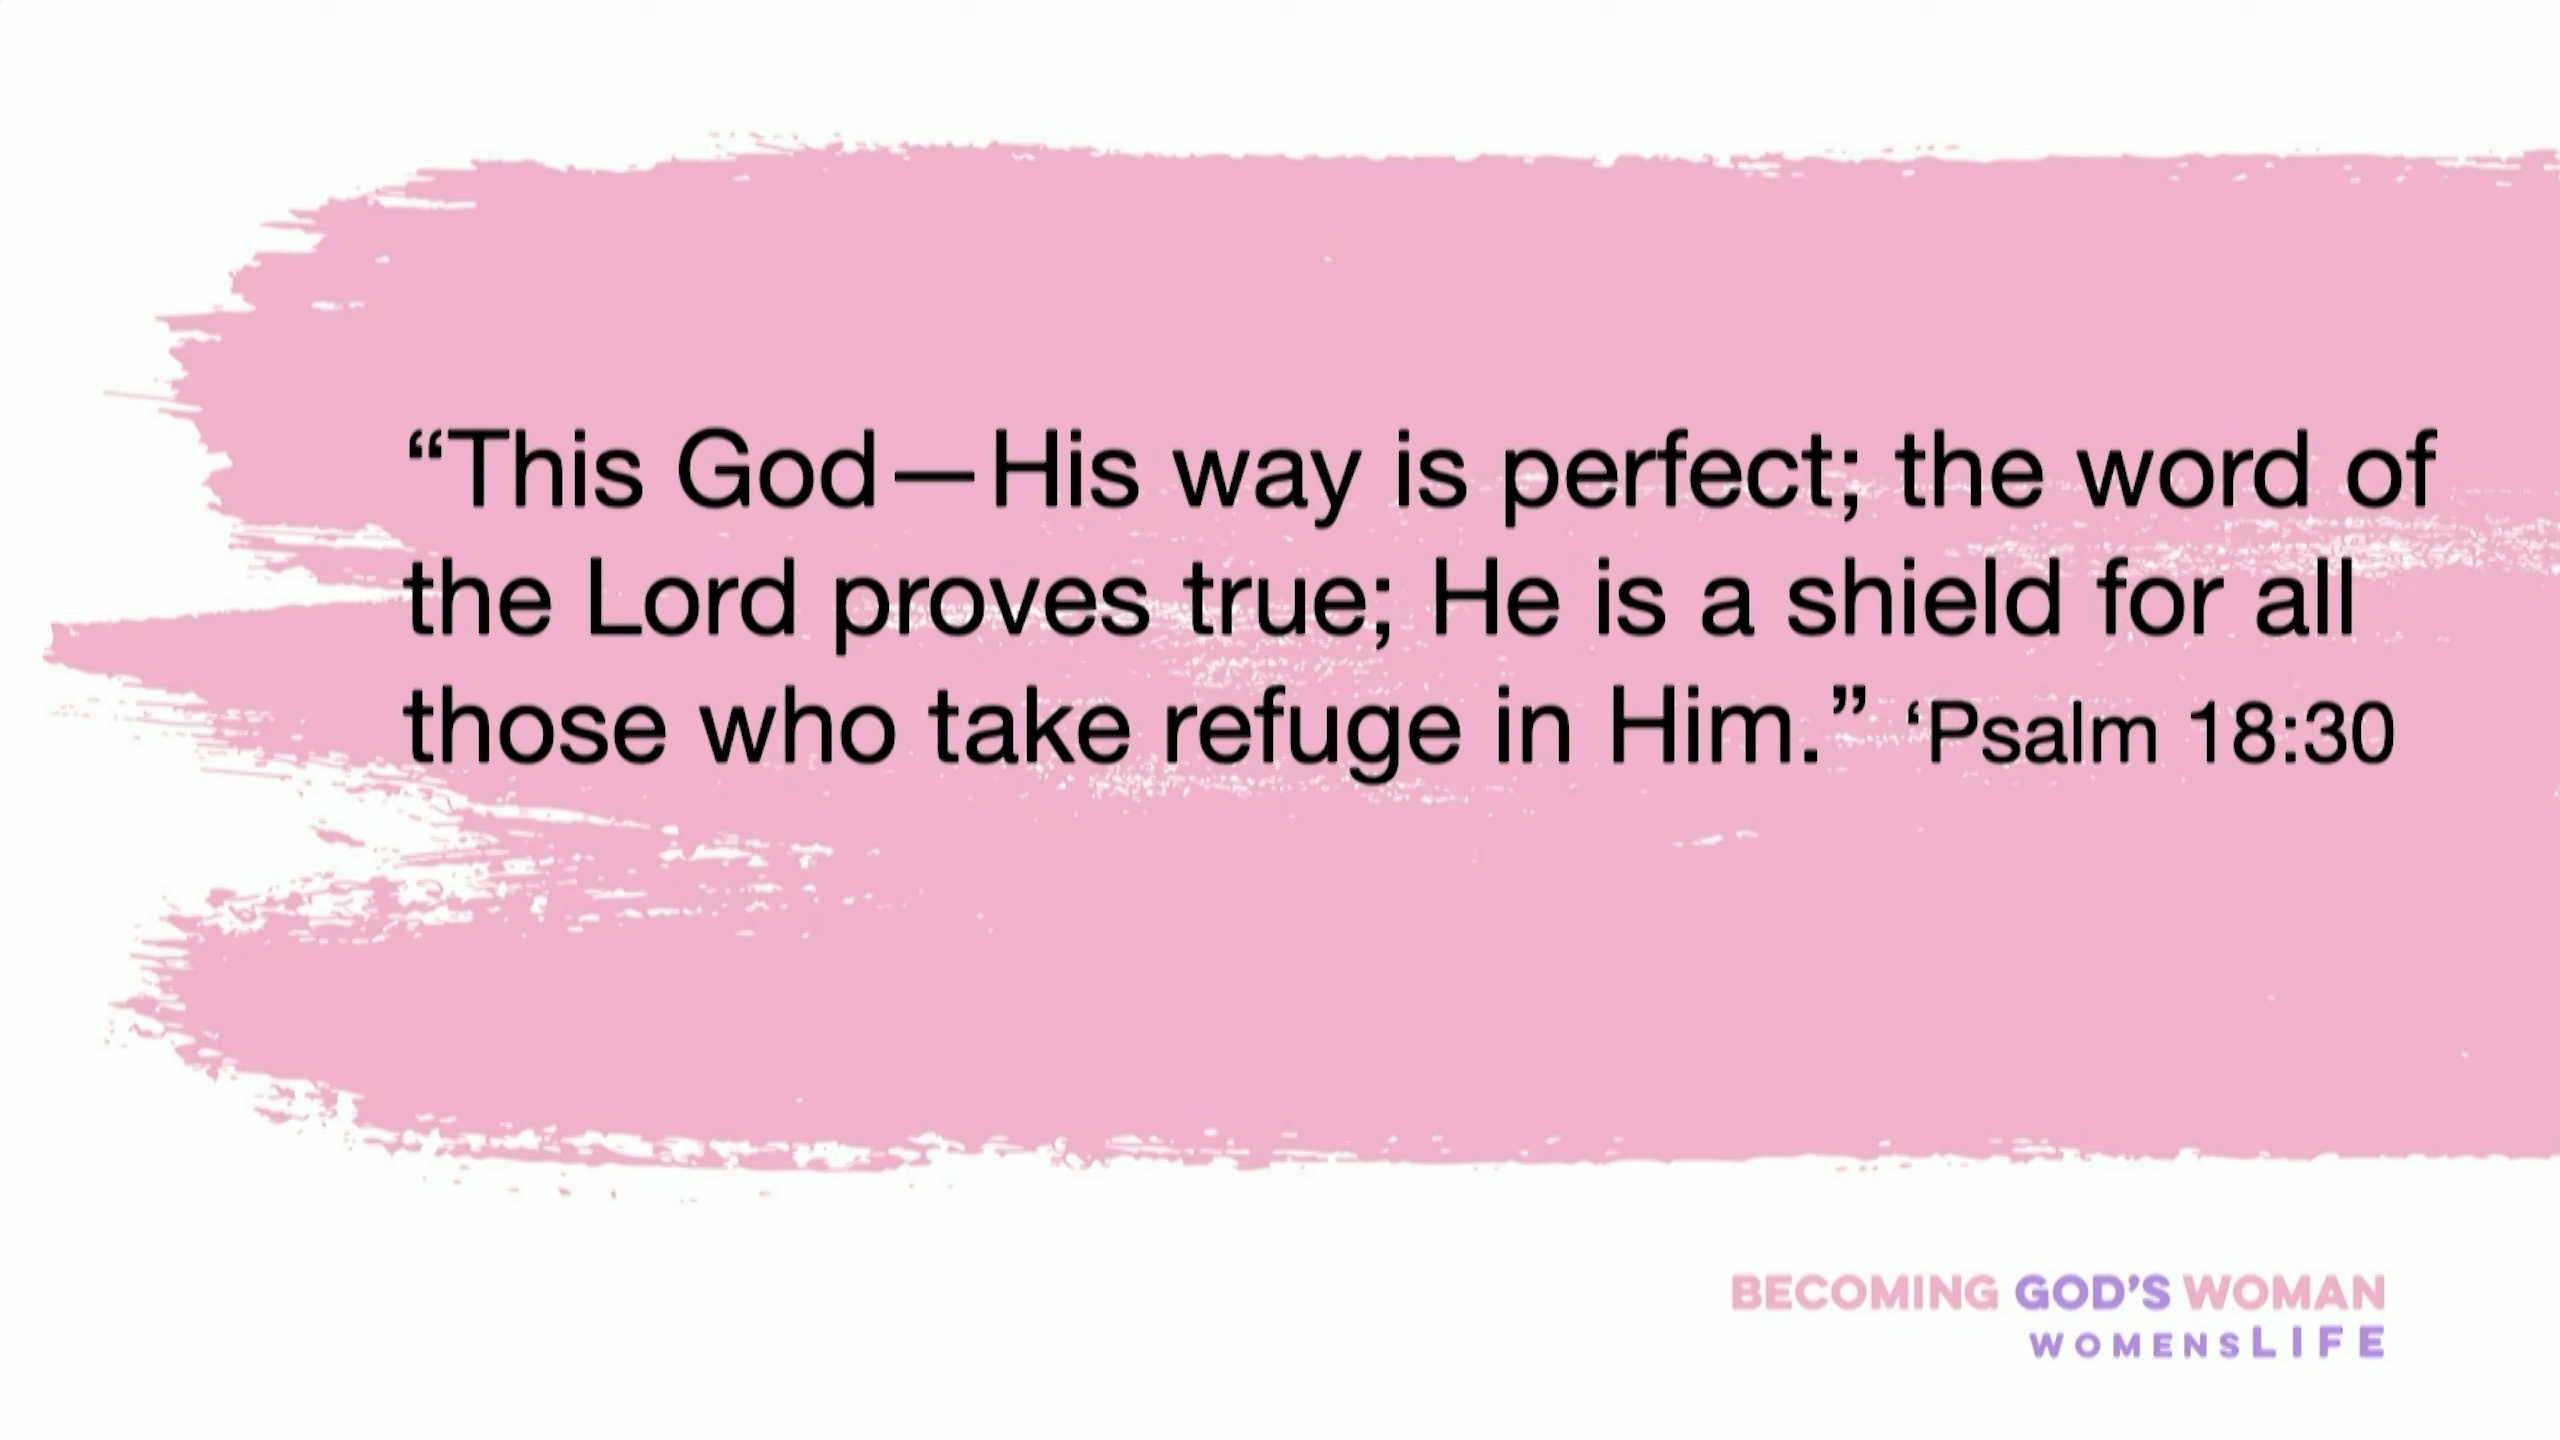 “This God—His way is perfect; the word of
the Lord proves true; He is a shield for all
those who take refuge in Him.” ‘Psalm 18:30
BECOMING GOD’S WOMAN
WOMENSLIFE